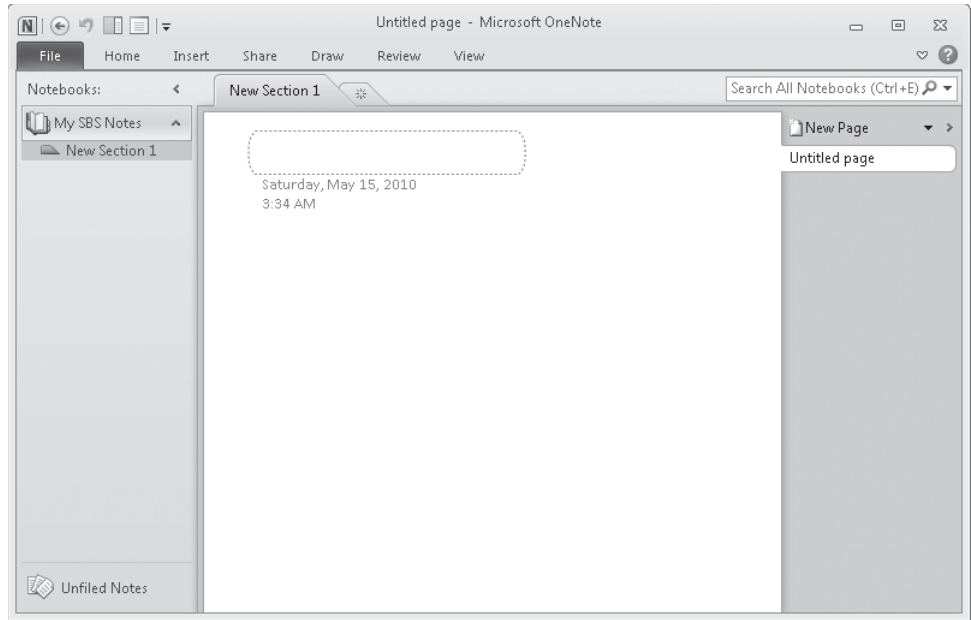 Untitled page - Microsoft OneNote
File Home Insert Share Draw Review View
Notebooks:
New Section 1
Search All Notebooks (Ctrl+E)
My SBS Notes
New Section 1
New Page
Untitled page
Saturday, May 15, 2010
3:34 AM
Unfiled Notes